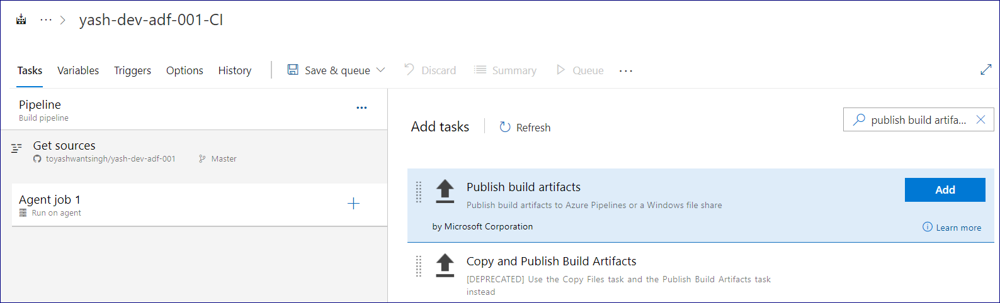 ··· > yash-dev-adf-001-CI
Tasks Variables Triggers Options History Save & queue Discard Summary Queue ···
Pipeline ···
Build pipeline
Get sources
toyashwantsingh/yash-dev-adf-001 Master
Agent job 1
Run on agent
Add tasks Refresh publish build artifa...
Publish build artifacts Add
Publish build artifacts to Azure Pipelines or a Windows file share
by Microsoft Corporation Learn more
Copy and Publish Build Artifacts
[DEPRECATED] Use the Copy Files task and the Publish Build Artifacts task
instead